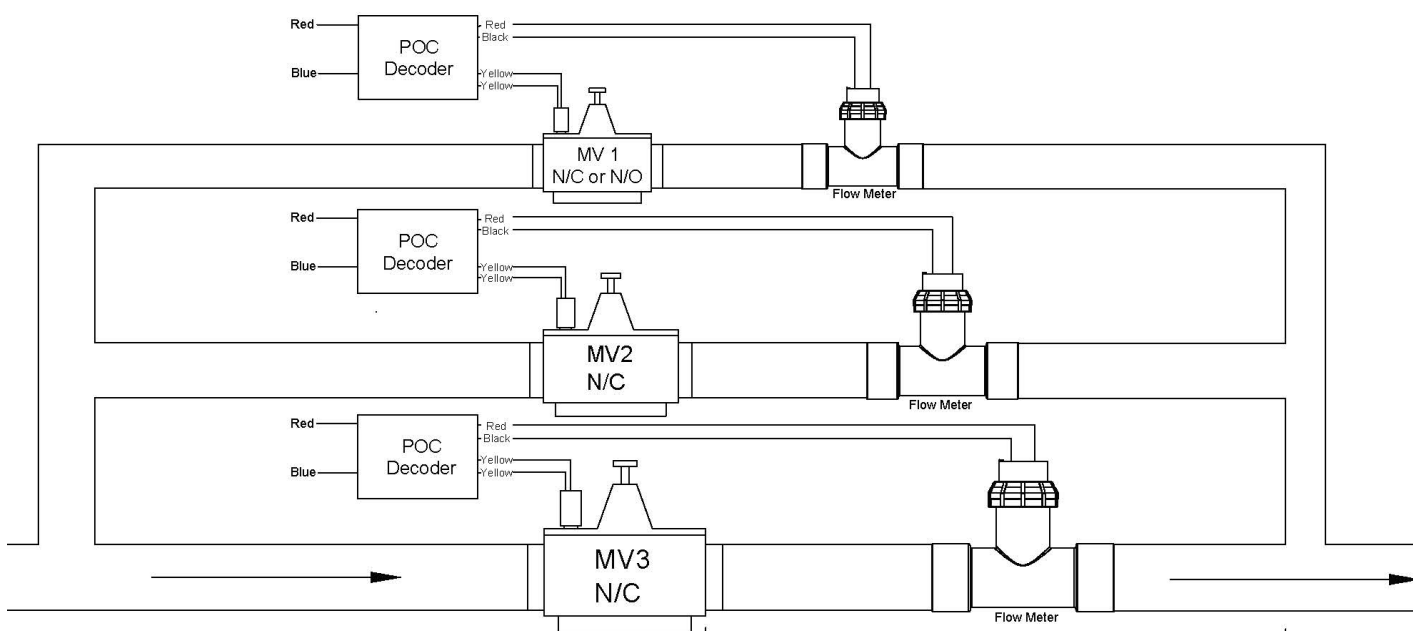 Red
POC
Decoder
Red
Black
Blue
Yellow
Yellow
MV 1
N/C or N/O
Flow Meter
Red
POC
Decoder
Red
Black
Blue
Yellow
Yellow
MV2
N/C
Flow Meter
Red
POC
Decoder
Red
Black
Blue
Yellow
Yellow
MV3
N/C
Flow Meter